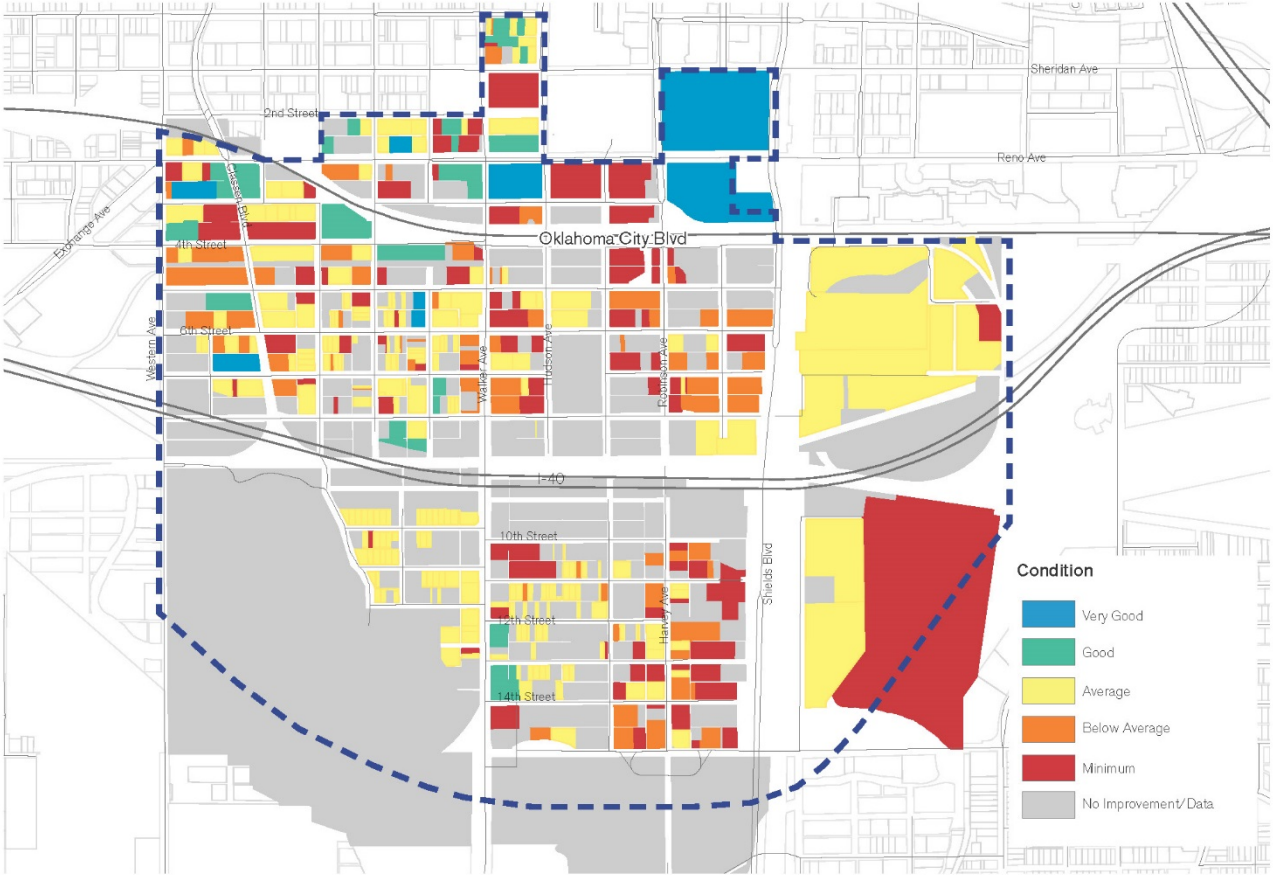 Sheridan Ave
2nd Street
Reno Ave
Classen Blvd
Exchange Ave
Oklahoma City Blvd
4th Street
6th Street
Western Ave
Walker Ave
Hudson Ave
Robinson Ave
I-40
10th Street
Shields Blvd
12th Street
Harvey Ave
14th Street
Condition
Very Good
Good
Average
Below Average
Minimum
No Improvement/Data